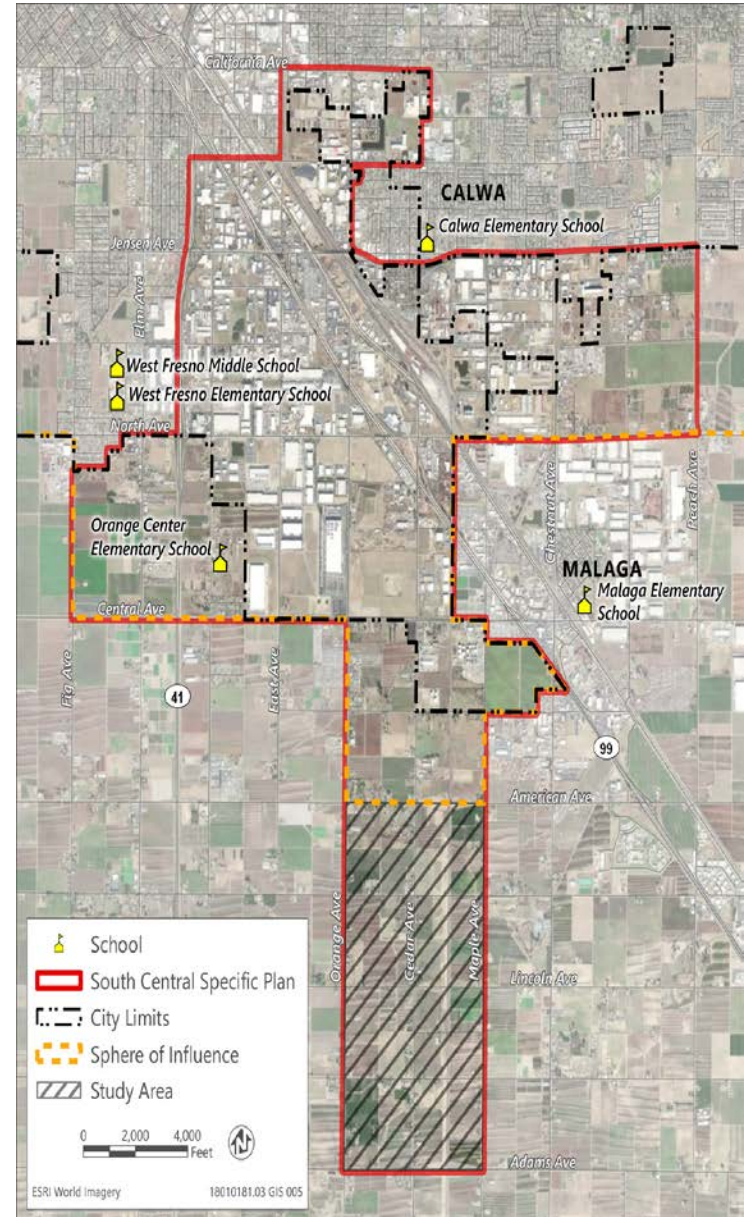 California Ave
CALWA
Calwa Elementary School
Jensen Ave
Elm Ave
West Fresno Middle School
West Fresno Elementary School
North Ave
Chestnut Ave
Peach Ave
Orange Center
Elementary School
MALAGA
Malaga Elementary
School
Central Ave
Fig Ave
41
East Ave
99
American Ave
Orange Ave
Cedar Ave
Maple Ave
Lincoln Ave
Adams Ave
School
South Central Specific Plan
City Limits
Sphere of Influence
Study Area
0 2,000 4,000
Feet
N
ESRI World Imagery 18010181.03 GIS 005